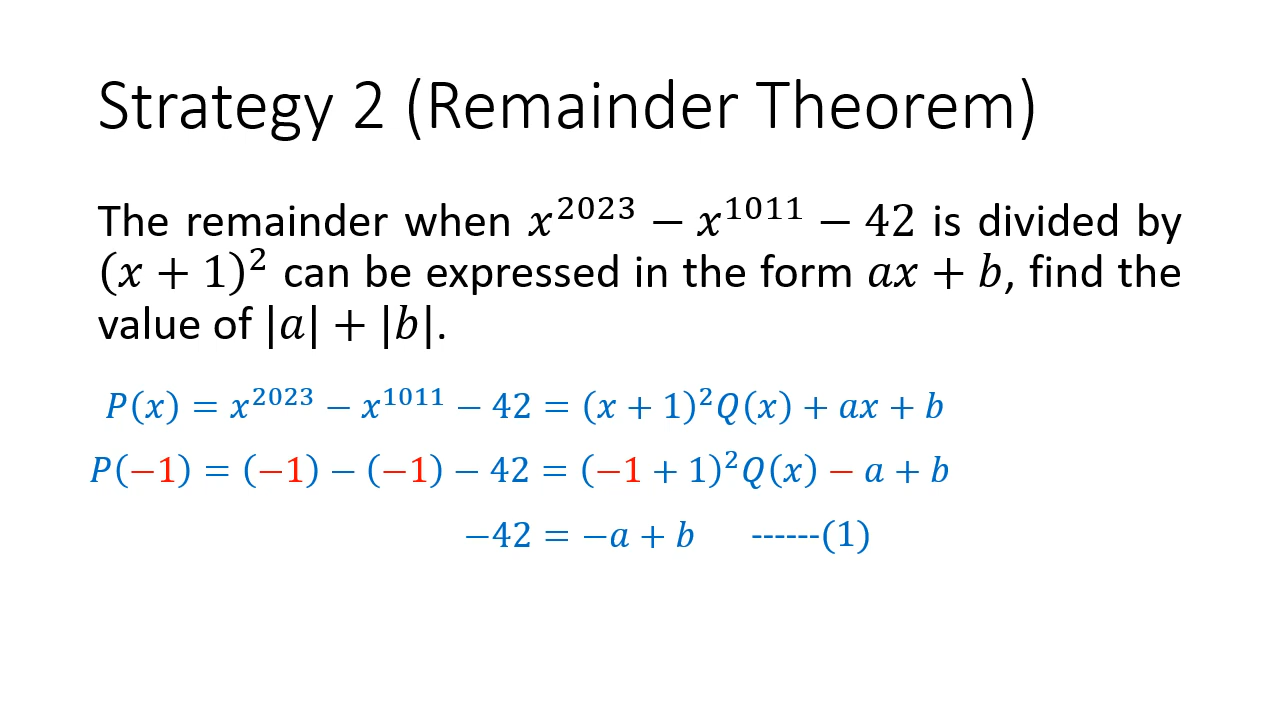 Strategy 2 (Remainder Theorem)
The remainder when $x^{2023} - x^{1011} - 42$ is divided by
$(x + 1)^2$ can be expressed in the form $ax + b$, find the
value of $|a| + |b|$.
$P(x) = x^{2023} - x^{1011} - 42 = (x + 1)^2Q(x) + ax + b$
$P(-1) = (-1) - (-1) - 42 = (-1 + 1)^2Q(x) - a + b$
$-42 = -a + b$ ------(1)